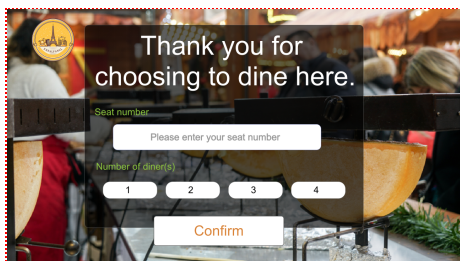 Thank you for
choosing to dine here.
Seat number
Please enter your seat number
Number of diner(s)
1 2 3 4
Confirm